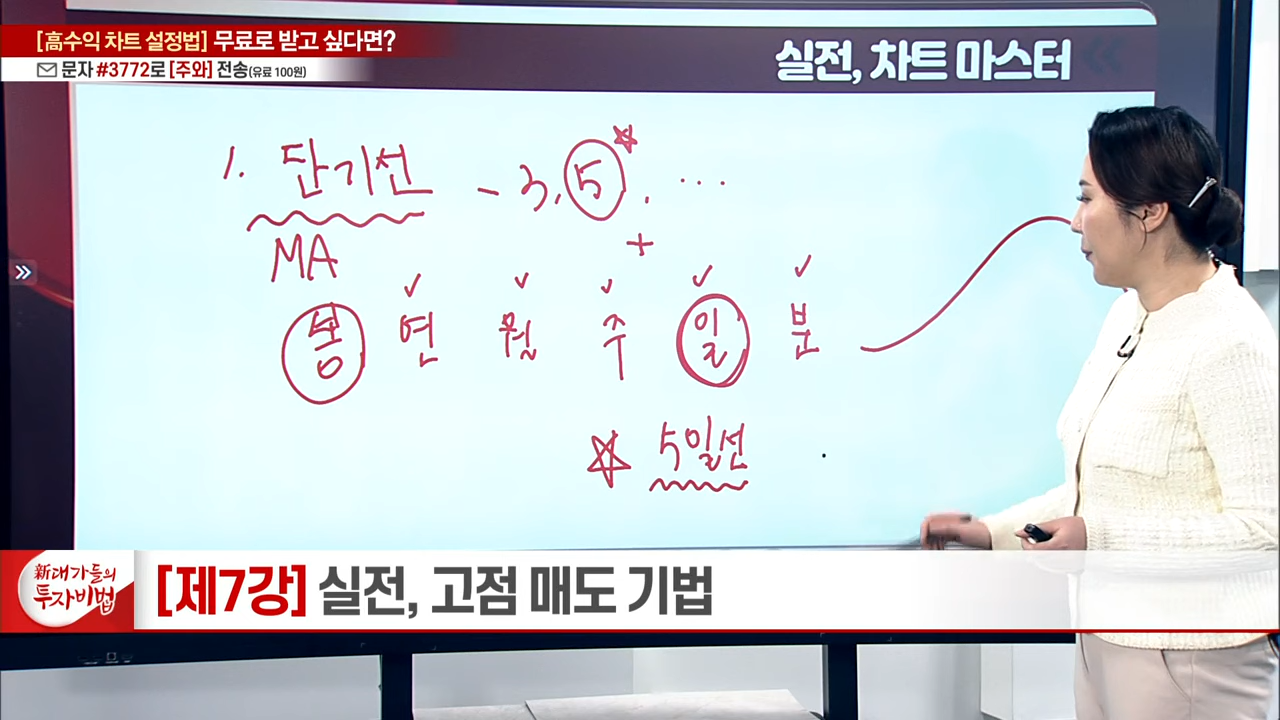 [高수익 차트 설정법] 무료로 받고 싶다면?
문자 #3772로 [주와] 전송(유료 100원)
실전, 차트 마스터
1. 단기선 - 3, 5, ...
MA
+
봉 연 월 주 일 분
5일선
新대가들의
투자비법
[제7강] 실전, 고점 매도 기법